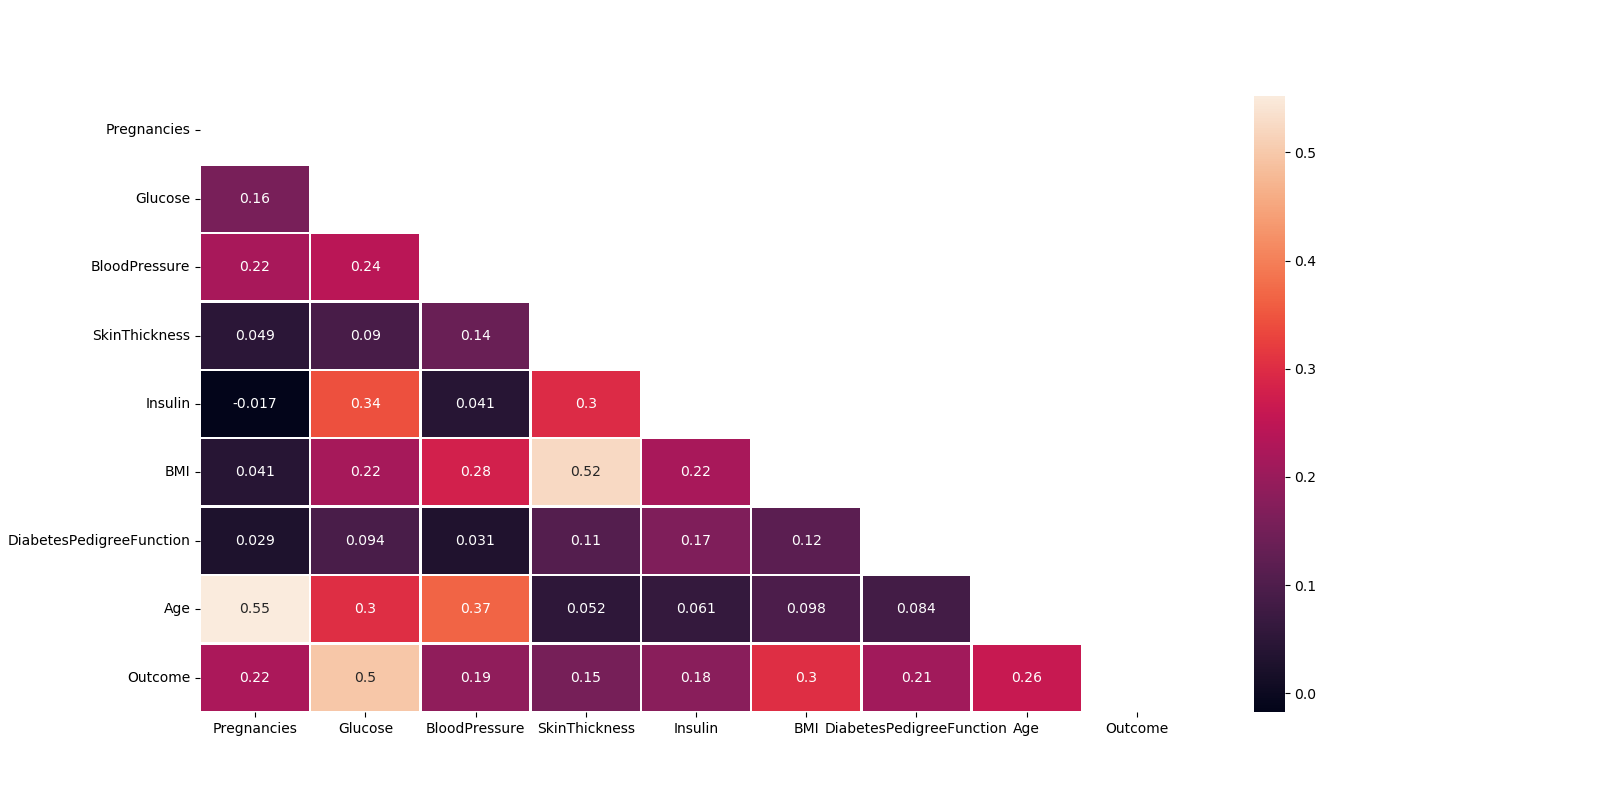 Pregnancies
Glucose 0.16
BloodPressure 0.22 0.24
SkinThickness 0.049 0.09 0.14
Insulin -0.017 0.34 0.041 0.3
BMI 0.041 0.22 0.28 0.52 0.22
DiabetesPedigreeFunction 0.029 0.094 0.031 0.11 0.17 0.12
Age 0.55 0.3 0.37 0.052 0.061 0.098 0.084
Outcome 0.22 0.5 0.19 0.15 0.18 0.3 0.21 0.26
Pregnancies Glucose BloodPressure SkinThickness Insulin BMI DiabetesPedigreeFunction Age Outcome
0.5
0.4
0.3
0.2
0.1
0.0